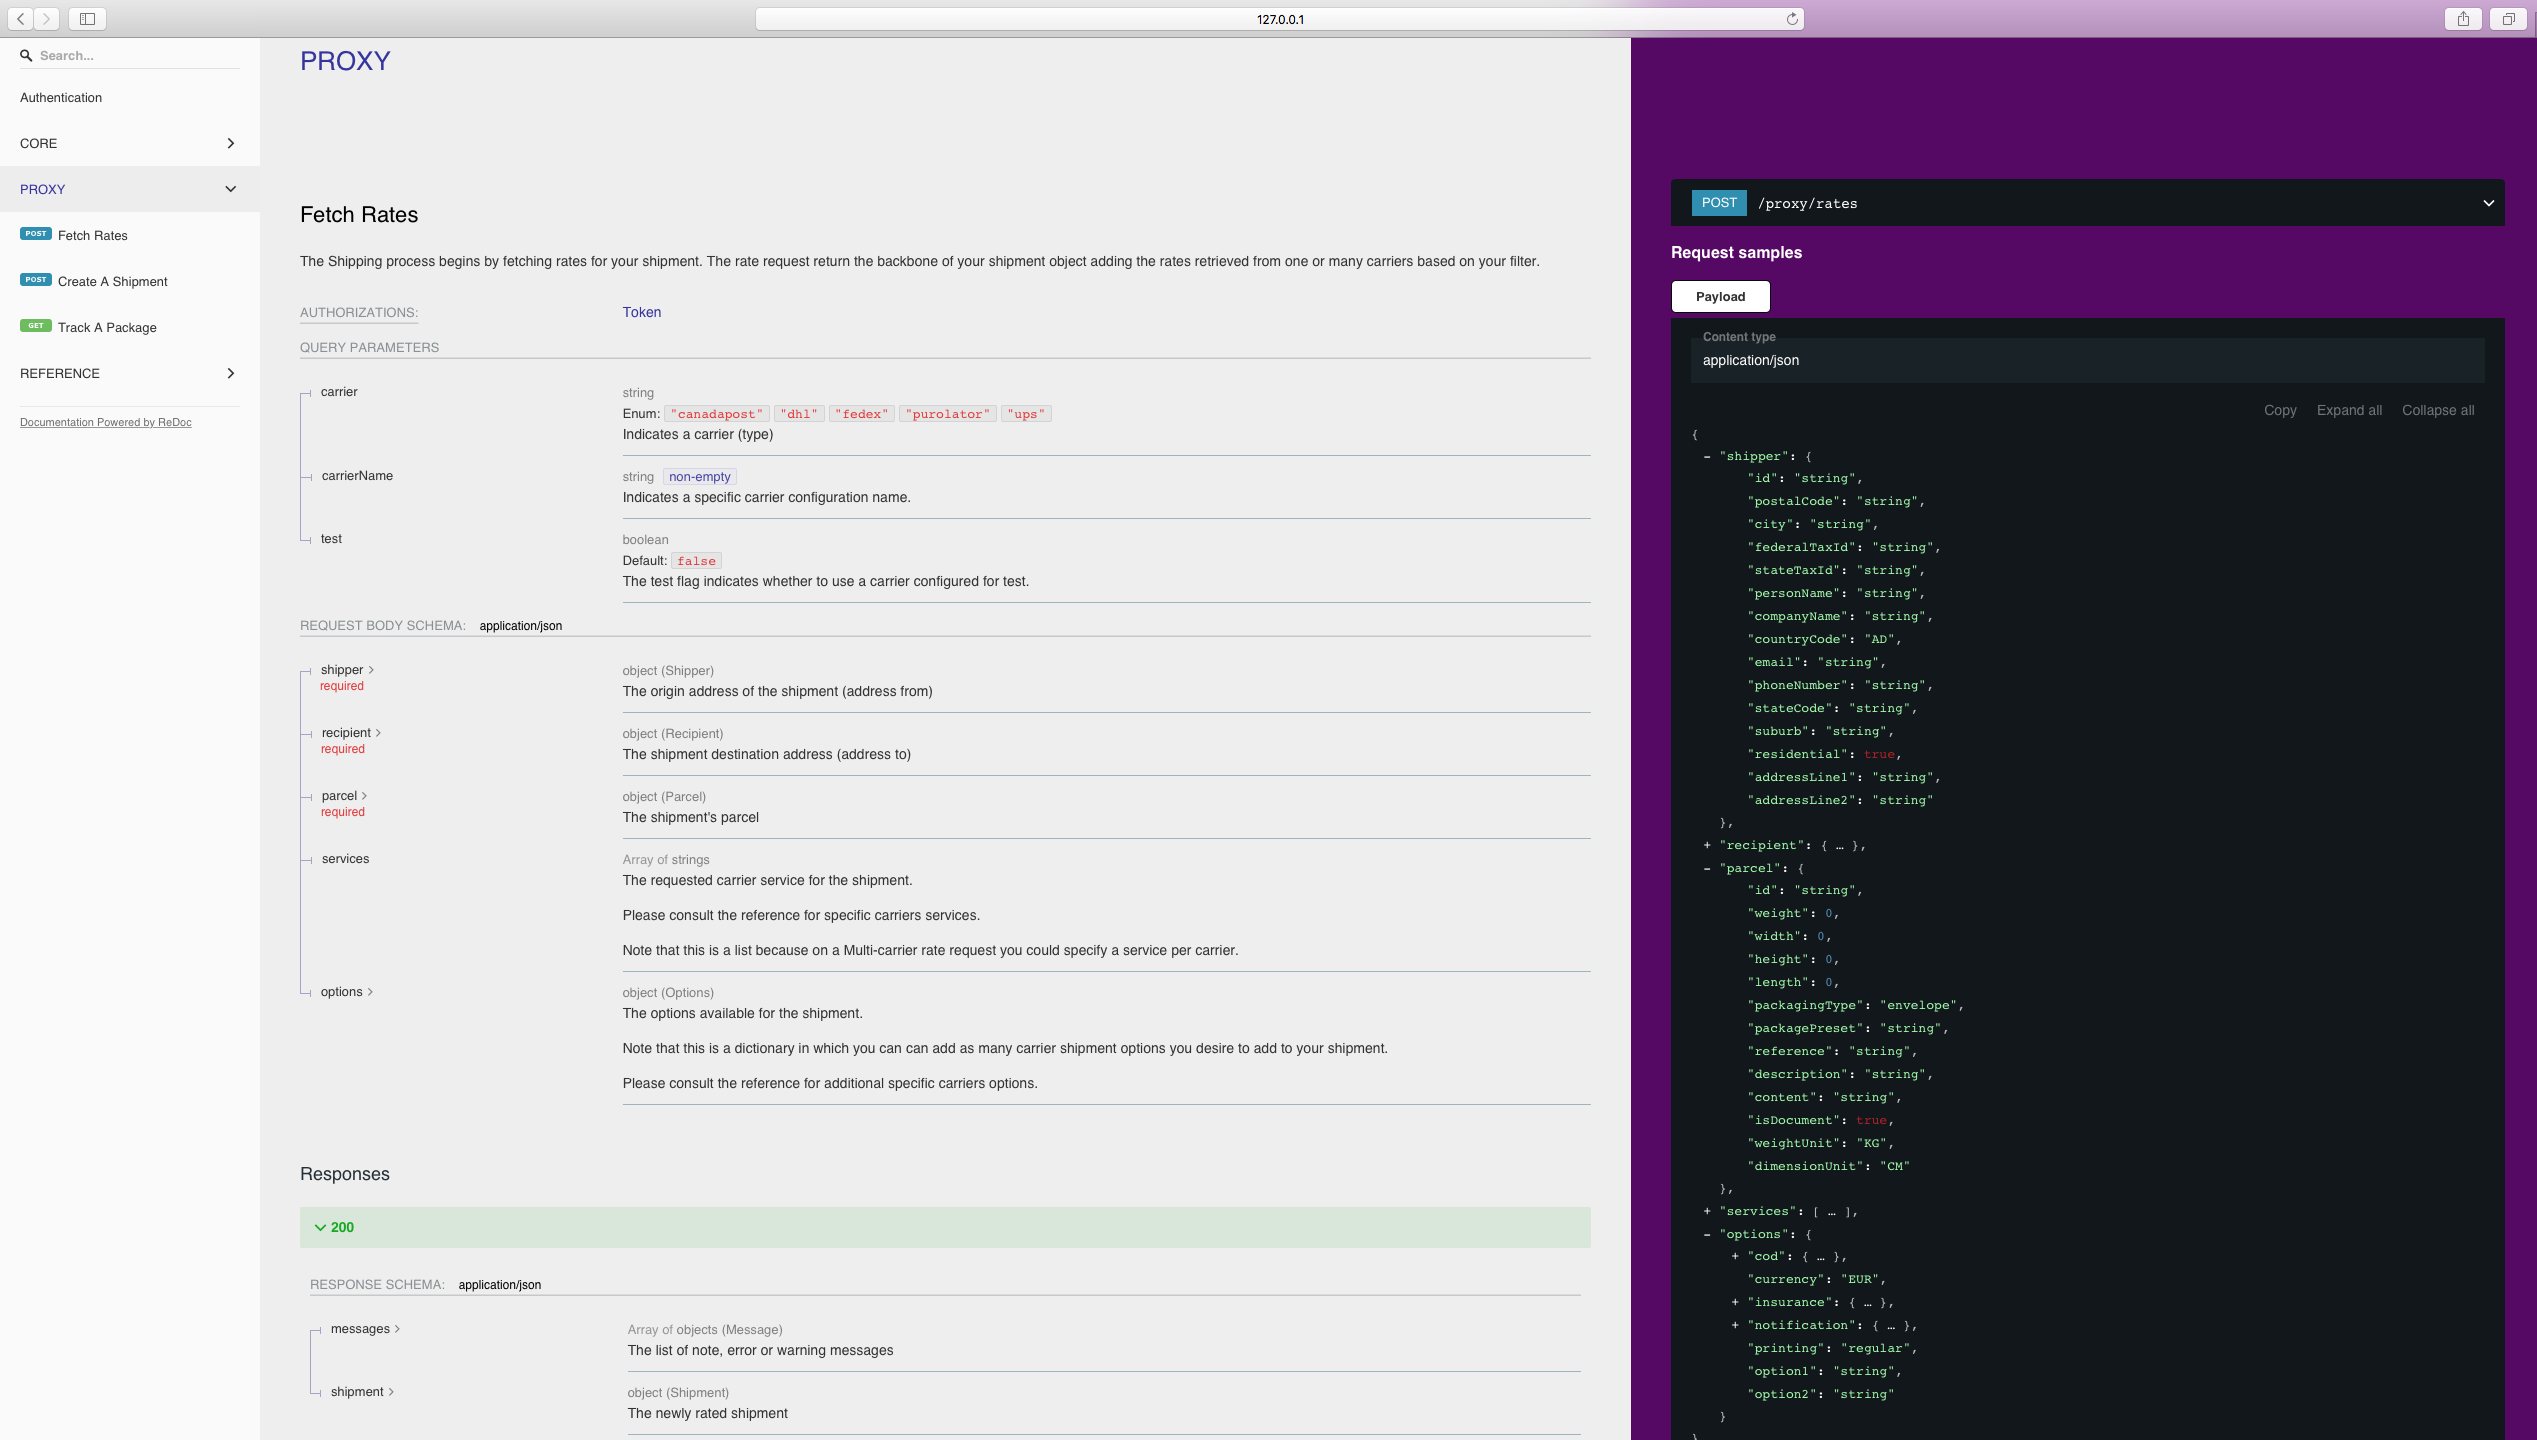 127.0.0.1
Search...
Authentication
CORE
PROXY
POST Fetch Rates
POST Create A Shipment
GET Track A Package
REFERENCE
Documentation Powered by ReDoc
PROXY
Fetch Rates
The Shipping process begins by fetching rates for your shipment. The rate request return the backbone of your shipment object adding the rates retrieved from one or many carriers based on your filter.
AUTHORIZATIONS: Token
QUERY PARAMETERS
carrier string
Enum: "canadapost" "dhl" "fedex" "purolator" "ups"
Indicates a carrier (type)
carrierName string non-empty
Indicates a specific carrier configuration name.
test boolean
Default: false
The test flag indicates whether to use a carrier configured for test.
REQUEST BODY SCHEMA: application/json
shipper object (Shipper)
required
The origin address of the shipment (address from)
recipient object (Recipient)
required
The shipment destination address (address to)
parcel object (Parcel)
required
The shipment's parcel
services Array of strings
The requested carrier service for the shipment.
Please consult the reference for specific carriers services.
Note that this is a list because on a Multi-carrier rate request you could specify a service per carrier.
options object (Options)
The options available for the shipment.
Note that this is a dictionary in which you can can add as many carrier shipment options you desire to add to your shipment.
Please consult the reference for additional specific carriers options.
Responses
200
RESPONSE SCHEMA: application/json
messages Array of objects (Message)
The list of note, error or warning messages
shipment object (Shipment)
The newly rated shipment
POST /proxy/rates
Request samples
Payload
Content type
application/json
Copy Expand all Collapse all
{
- "shipper": {
"id": "string",
"postalCode": "string",
"city": "string",
"federalTaxId": "string",
"stateTaxId": "string",
"personName": "string",
"companyName": "string",
"countryCode": "AD",
"email": "string",
"phoneNumber": "string",
"stateCode": "string",
"suburb": "string",
"residential": true,
"addressLine1": "string",
"addressLine2": "string"
},
+ "recipient": { … },
- "parcel": {
"id": "string",
"weight": 0,
"width": 0,
"height": 0,
"length": 0,
"packagingType": "envelope",
"packagePreset": "string",
"reference": "string",
"description": "string",
"content": "string",
"isDocument": true,
"weightUnit": "KG",
"dimensionUnit": "CM"
},
+ "services": [ … ],
- "options": {
+ "cod": { … },
"currency": "EUR",
+ "insurance": { … },
+ "notification": { … },
"printing": "regular",
"option1": "string",
"option2": "string"
}
}